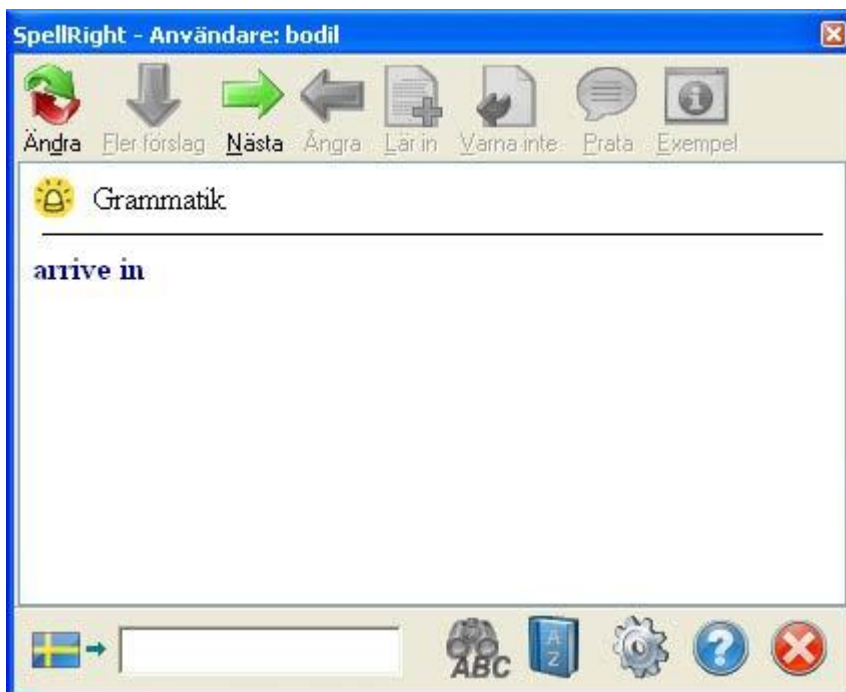 SpellRight - Användare: bodil
Ändra Fler förslag Nästa Ångra Lär in Varna inte Prata Exempel
Grammatik
arrive in
ABC
A
Z